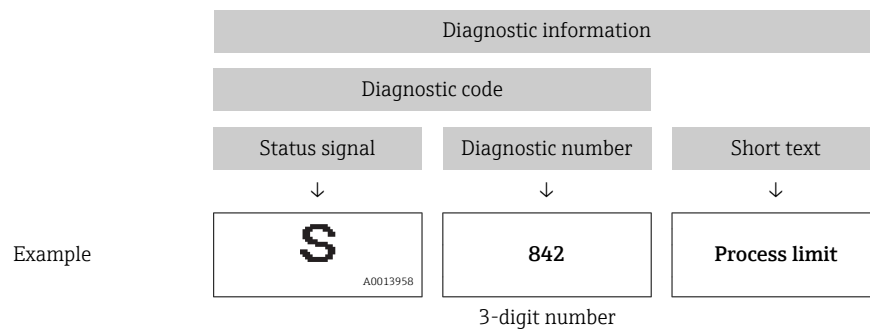 Diagnostic information
Diagnostic code
Status signal Diagnostic number Short text
↓ ↓ ↓
Example S 842 Process limit
A0013958
3-digit number